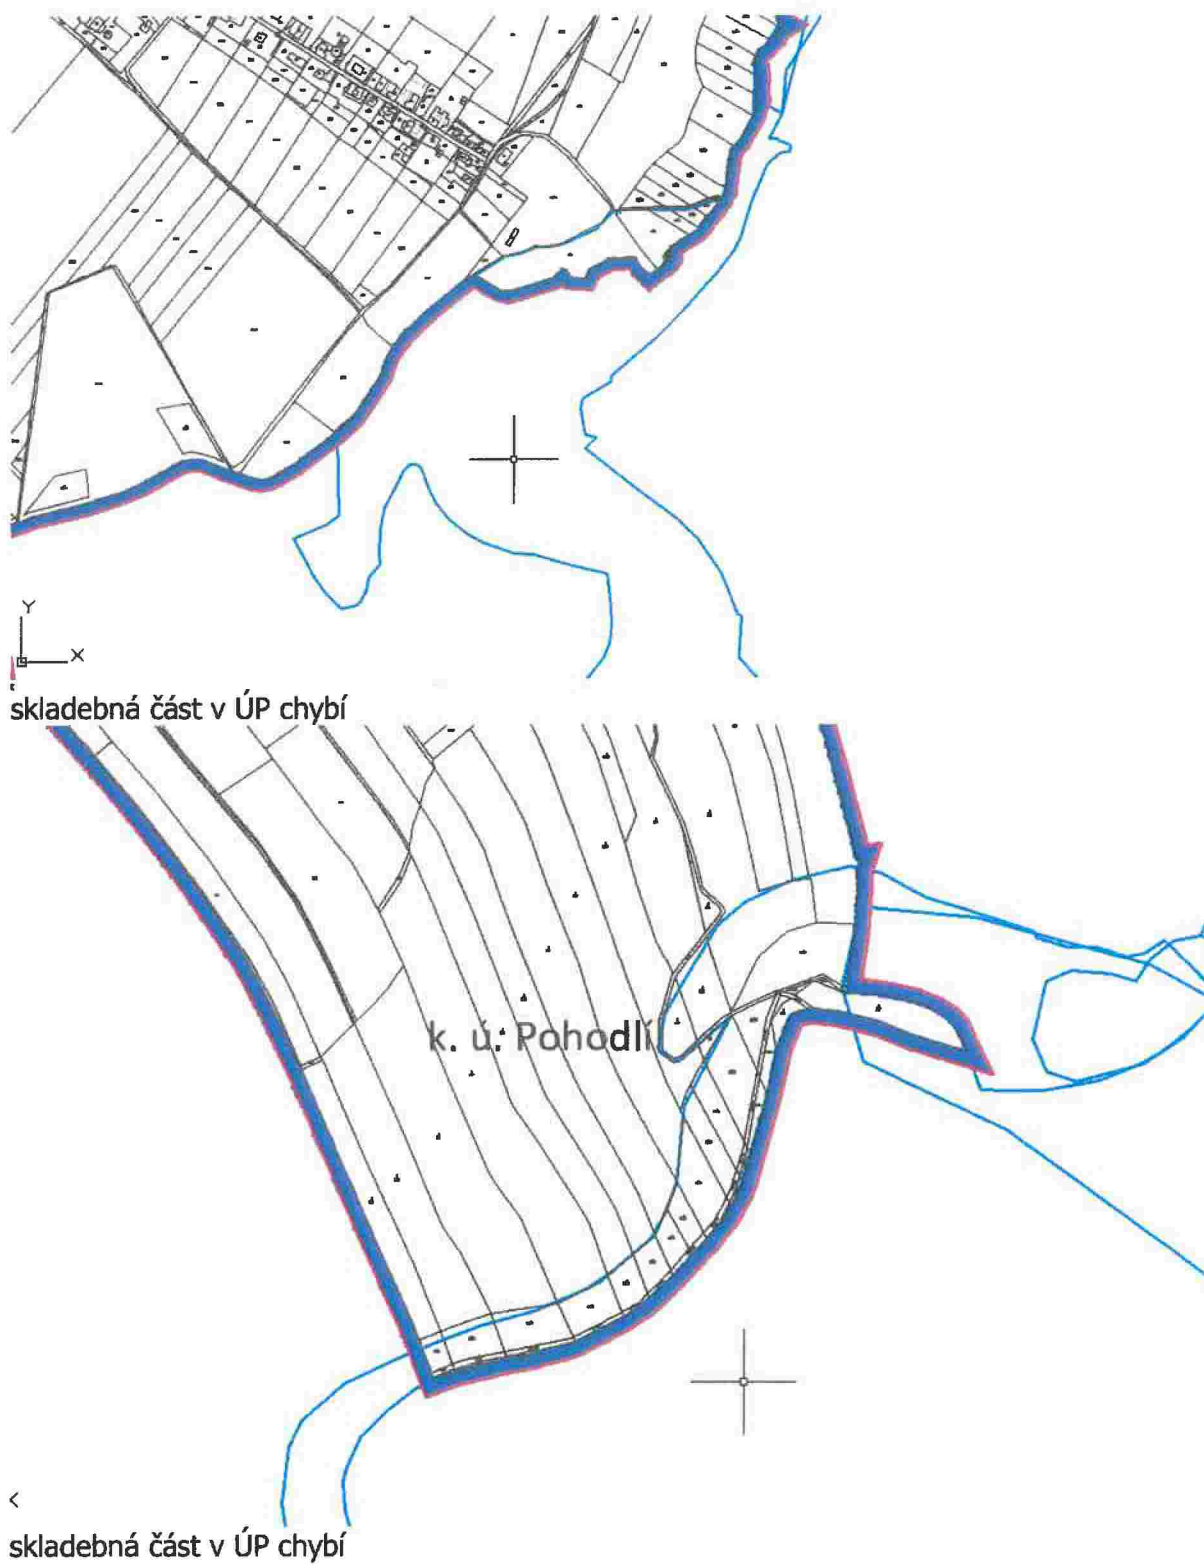 Y
X
skladebná část v ÚP chybí
k. ú. Pohodlí
skladebná část v ÚP chybí